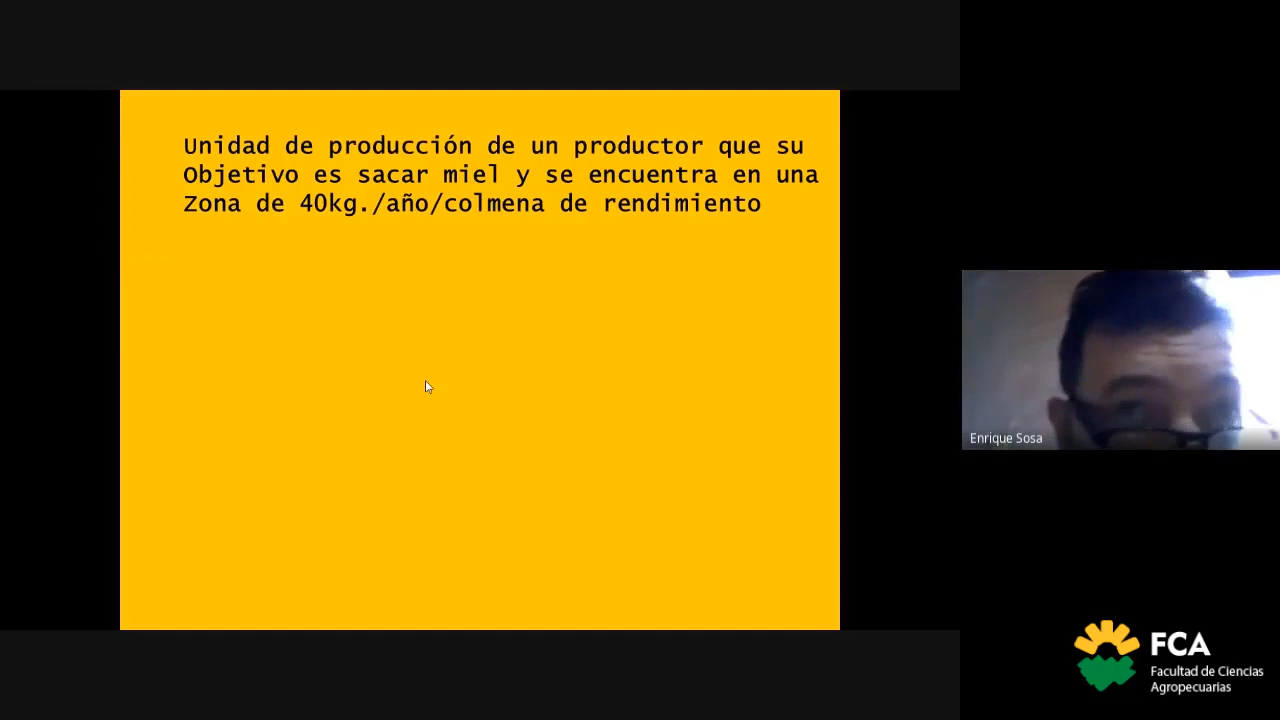 Unidad de producción de un productor que su
Objetivo es sacar miel y se encuentra en una
Zona de 40kg./año/colmena de rendimiento
Enrique Sosa
FCA
Facultad de Ciencias
Agropecuarias